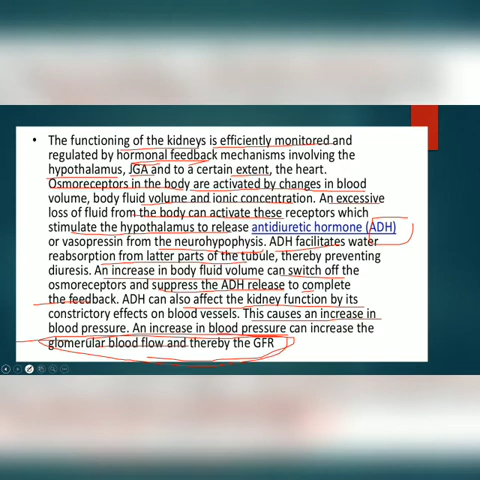 • The functioning of the kidneys is efficiently monitored and
regulated by hormonal feedback mechanisms involving the
hypothalamus, JGA and to a certain extent, the heart.
Osmoreceptors in the body are activated by changes in blood
volume, body fluid volume and ionic concentration. An excessive
loss of fluid from the body can activate these receptors which
stimulate the hypothalamus to release antidiuretic hormone (ADH)
or vasopressin from the neurohypophysis. ADH facilitates water
reabsorption from latter parts of the tubule, thereby preventing
diuresis. An increase in body fluid volume can switch off the
osmoreceptors and suppress the ADH release to complete
the feedback. ADH can also affect the kidney function by its
constrictory effects on blood vessels. This causes an increase in
blood pressure. An increase in blood pressure can increase the
glomerular blood flow and thereby the GFR